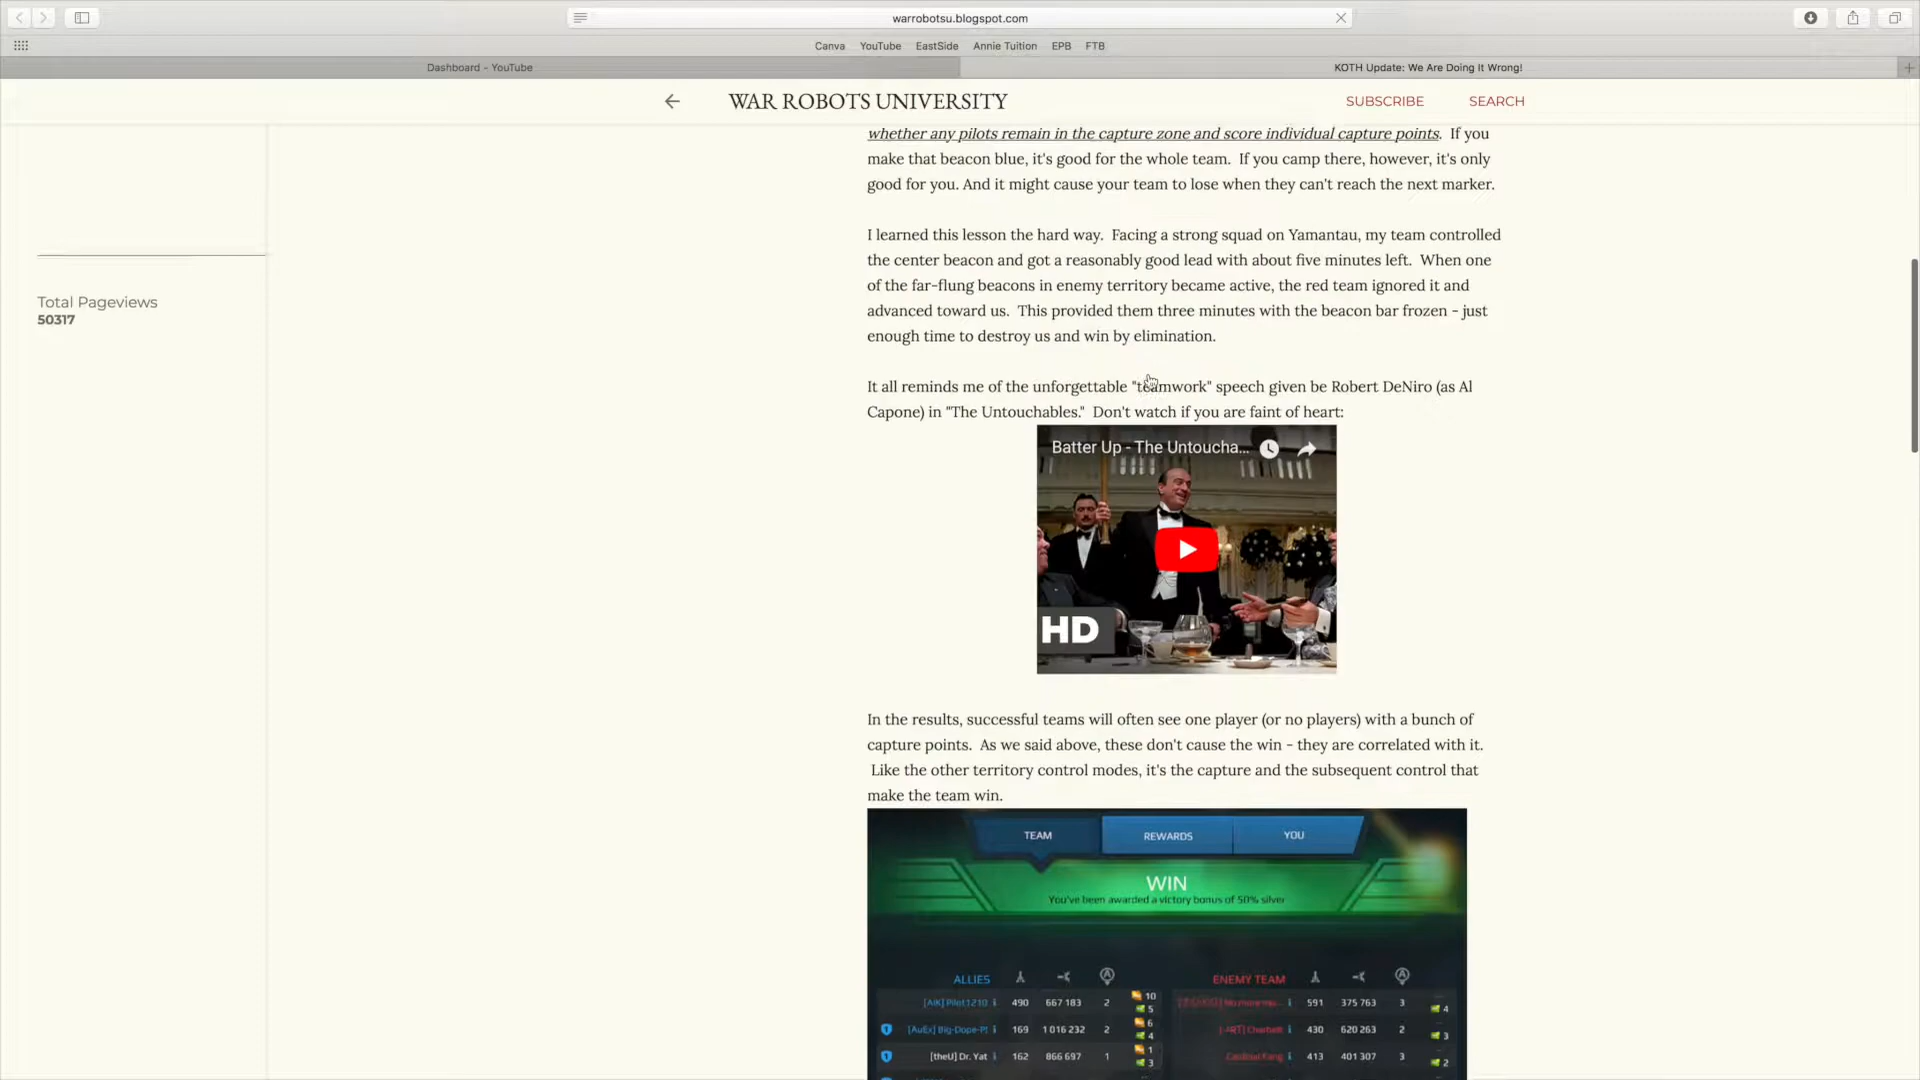 warrobotsu.blogspot.com
Canva YouTube EastSide Annie Tuition EPB FTB
Dashboard - YouTube
KOTH Update: We Are Doing It Wrong!
WAR ROBOTS UNIVERSITY
SUBSCRIBE
SEARCH
whether any pilots remain in the capture zone and score individual capture points. If you
make that beacon blue, it's good for the whole team. If you camp there, however, it's only
good for you. And it might cause your team to lose when they can't reach the next marker.
I learned this lesson the hard way. Facing a strong squad on Yamantau, my team controlled
the center beacon and got a reasonably good lead with about five minutes left. When one
of the far-flung beacons in enemy territory became active, the red team ignored it and
advanced toward us. This provided them three minutes with the beacon bar frozen - just
enough time to destroy us and win by elimination.
Total Pageviews
50317
It all reminds me of the unforgettable "teamwork" speech given be Robert DeNiro (as Al
Capone) in "The Untouchables." Don't watch if you are faint of heart:
Batter Up - The Untoucha...
HD
In the results, successful teams will often see one player (or no players) with a bunch of
capture points. As we said above, these don't cause the win - they are correlated with it.
Like the other territory control modes, it's the capture and the subsequent control that
make the team win.
TEAM REWARDS YOU
WIN
You've been awarded a victory bonus of 50% silver
ALLIES
ENEMY TEAM
[AIK] Pilot1210 490 667 183 2 10 5
591 375 763 3 4
[AuEx] Big-Dope-P! 169 1 016 232 2 6 4
430 620 263 2 3
[theU] Dr. Yat 162 866 697 1 1 3
413 401 307 3 2